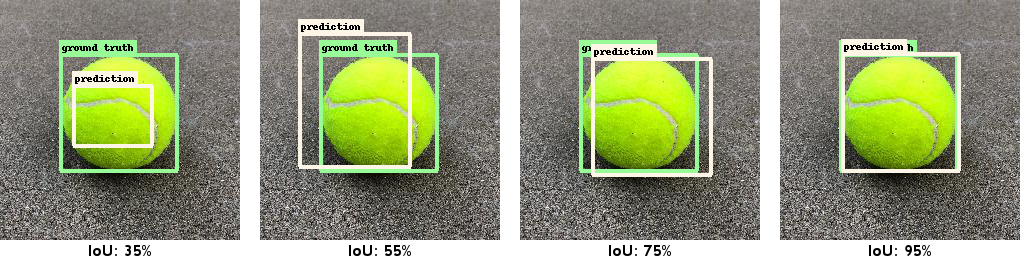 ground truth
prediction
IoU: 35%
prediction
ground truth
IoU: 55%
prediction
IoU: 75%
prediction
IoU: 95%